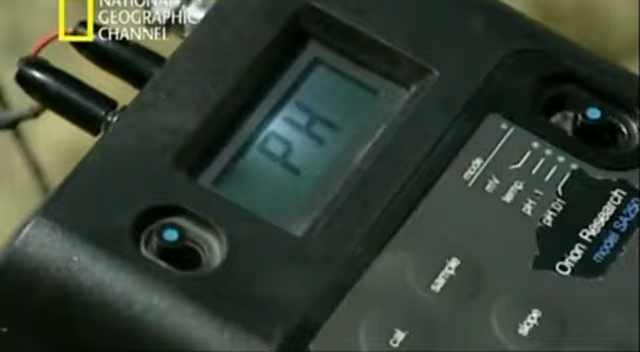 NATIONAL
GEOGRAPHIC
CHANNEL
PH
mode
mV
temp.
pH .1
pH .01
Orion Research
model SA250
sample
cal.
slope